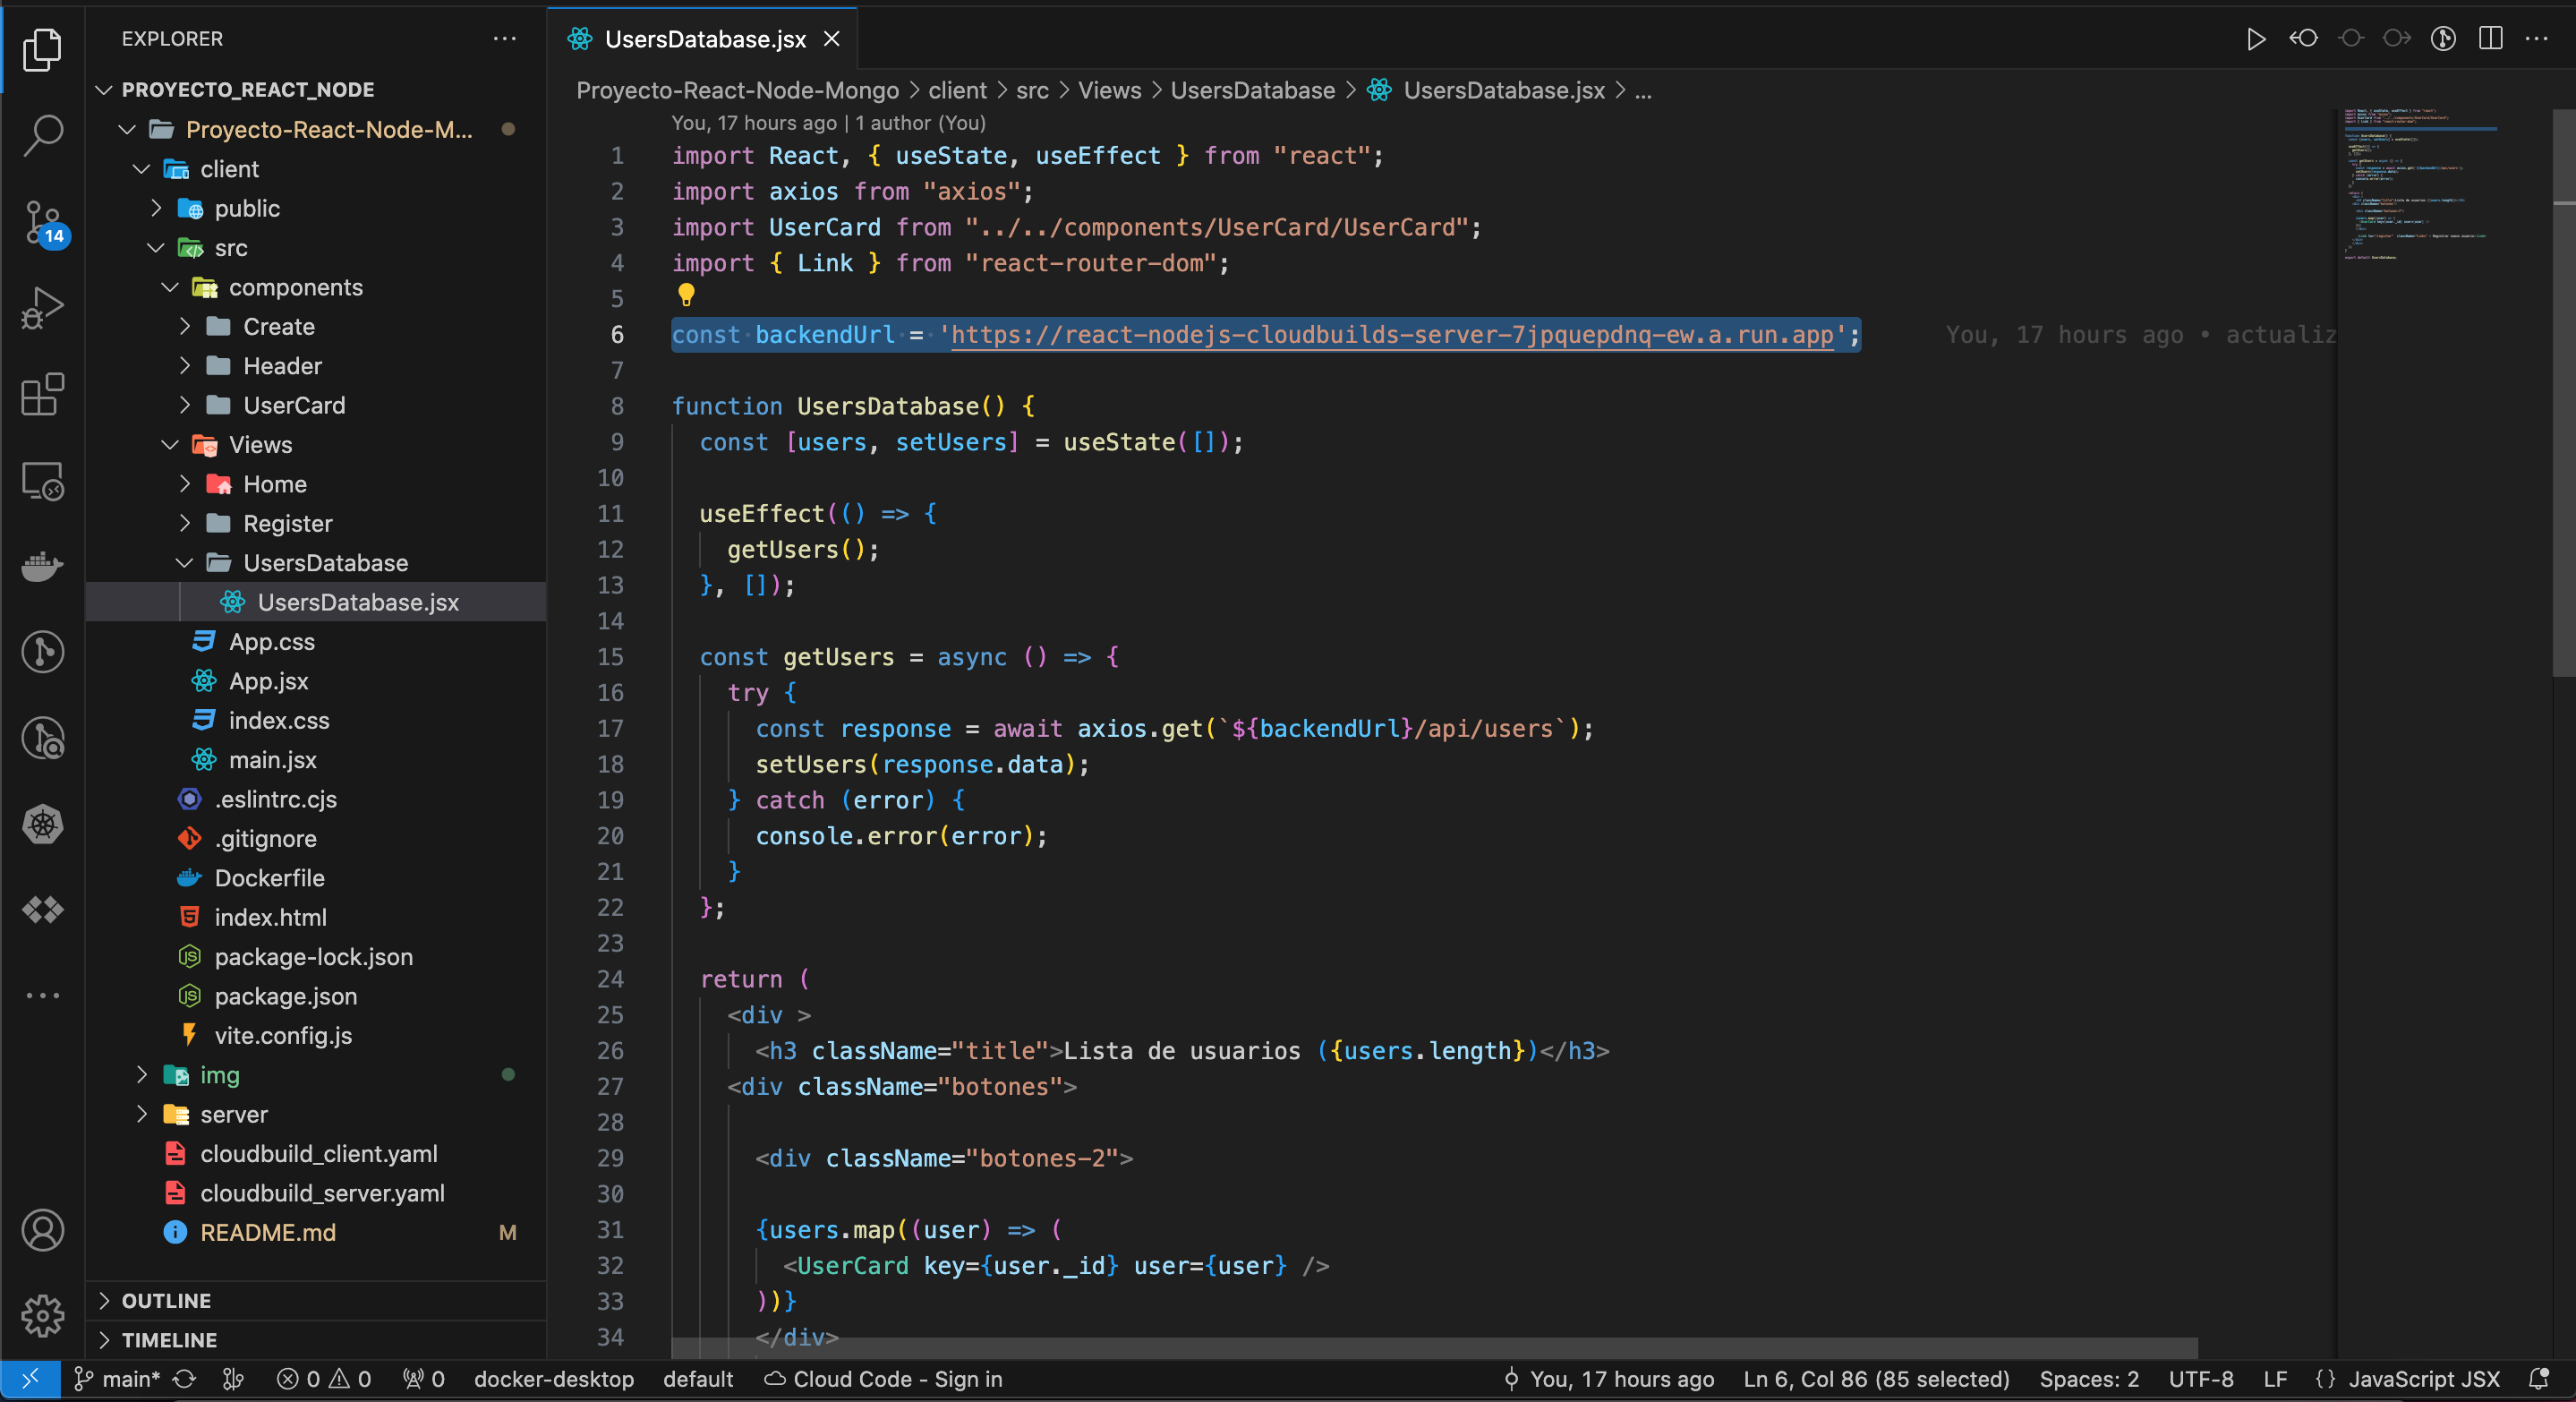 EXPLORER
PROYECTO_REACT_NODE
Proyecto-React-Node-M...
client
public
src
components
Create
Header
UserCard
Views
Home
Register
UsersDatabase
UsersDatabase.jsx
App.css
App.jsx
index.css
main.jsx
.eslintrc.cjs
.gitignore
Dockerfile
index.html
package-lock.json
package.json
vite.config.js
img
server
cloudbuild_client.yaml
cloudbuild_server.yaml
README.md M
OUTLINE
TIMELINE
14
UsersDatabase.jsx
Proyecto-React-Node-Mongo > client > src > Views > UsersDatabase > UsersDatabase.jsx > ...
You, 17 hours ago | 1 author (You)
1 import React, { useState, useEffect } from "react";
2 import axios from "axios";
3 import UserCard from "../../components/UserCard/UserCard";
4 import { Link } from "react-router-dom";
5
6 const backendUrl = 'https://react-nodejs-cloudbuilds-server-7jpquepdnq-ew.a.run.app'; You, 17 hours ago • actualiz
7
8 function UsersDatabase() {
9 const [users, setUsers] = useState([]);
10
11 useEffect(() => {
12 getUsers();
13 }, []);
14
15 const getUsers = async () => {
16 try {
17 const response = await axios.get(`${backendUrl}/api/users`);
18 setUsers(response.data);
19 } catch (error) {
20 console.error(error);
21 }
22 };
23
24 return (
25 <div >
26 <h3 className="title">Lista de usuarios ({users.length})</h3>
27 <div className="botones">
28
29 <div className="botones-2">
30
31 {users.map((user) => (
32 <UserCard key={user._id} user={user} />
33 ))}
34 </div>
main* 0 0 0 docker-desktop default Cloud Code - Sign in You, 17 hours ago Ln 6, Col 86 (85 selected) Spaces: 2 UTF-8 LF {} JavaScript JSX